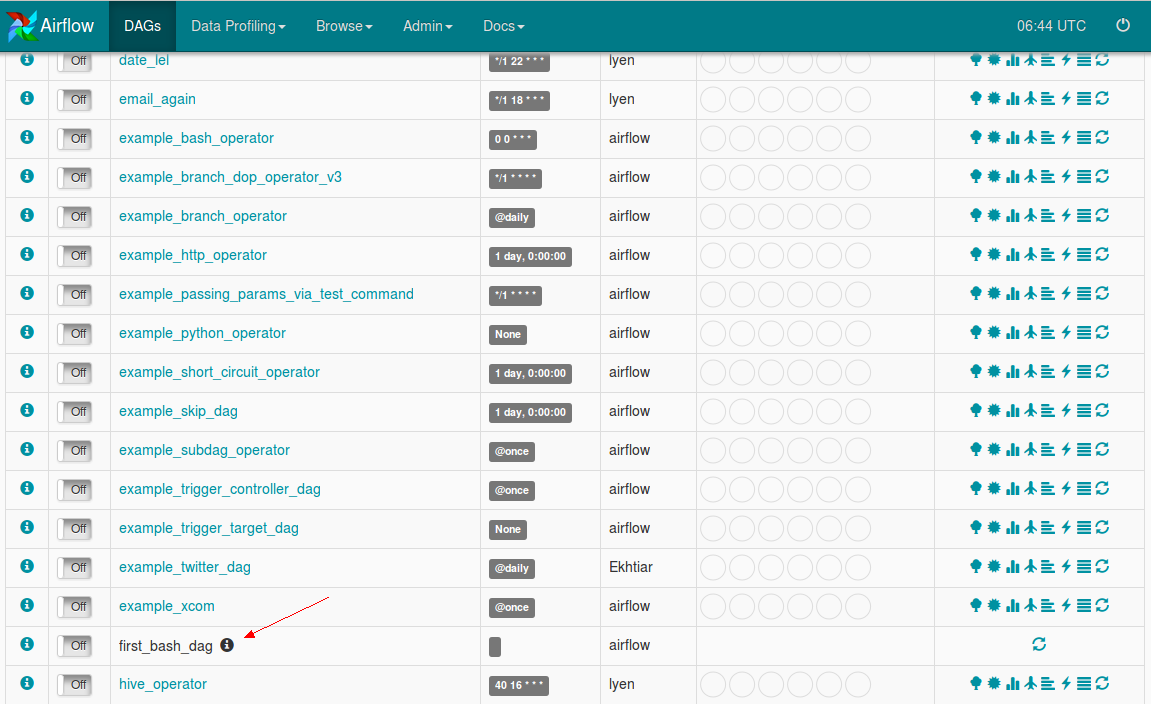 Airflow DAGs Data Profiling Browse Admin Docs 06:44 UTC
Off date_lel */1 22 * * * lyen
Off email_again */1 18 * * * lyen
Off example_bash_operator 0 0 * * * airflow
Off example_branch_dop_operator_v3 */1 * * * * airflow
Off example_branch_operator @daily airflow
Off example_http_operator 1 day, 0:00:00 airflow
Off example_passing_params_via_test_command */1 * * * * airflow
Off example_python_operator None airflow
Off example_short_circuit_operator 1 day, 0:00:00 airflow
Off example_skip_dag 1 day, 0:00:00 airflow
Off example_subdag_operator @once airflow
Off example_trigger_controller_dag @once airflow
Off example_trigger_target_dag None airflow
Off example_twitter_dag @daily Ekhtiar
Off example_xcom @once airflow
Off first_bash_dag airflow
Off hive_operator 40 16 * * * lyen